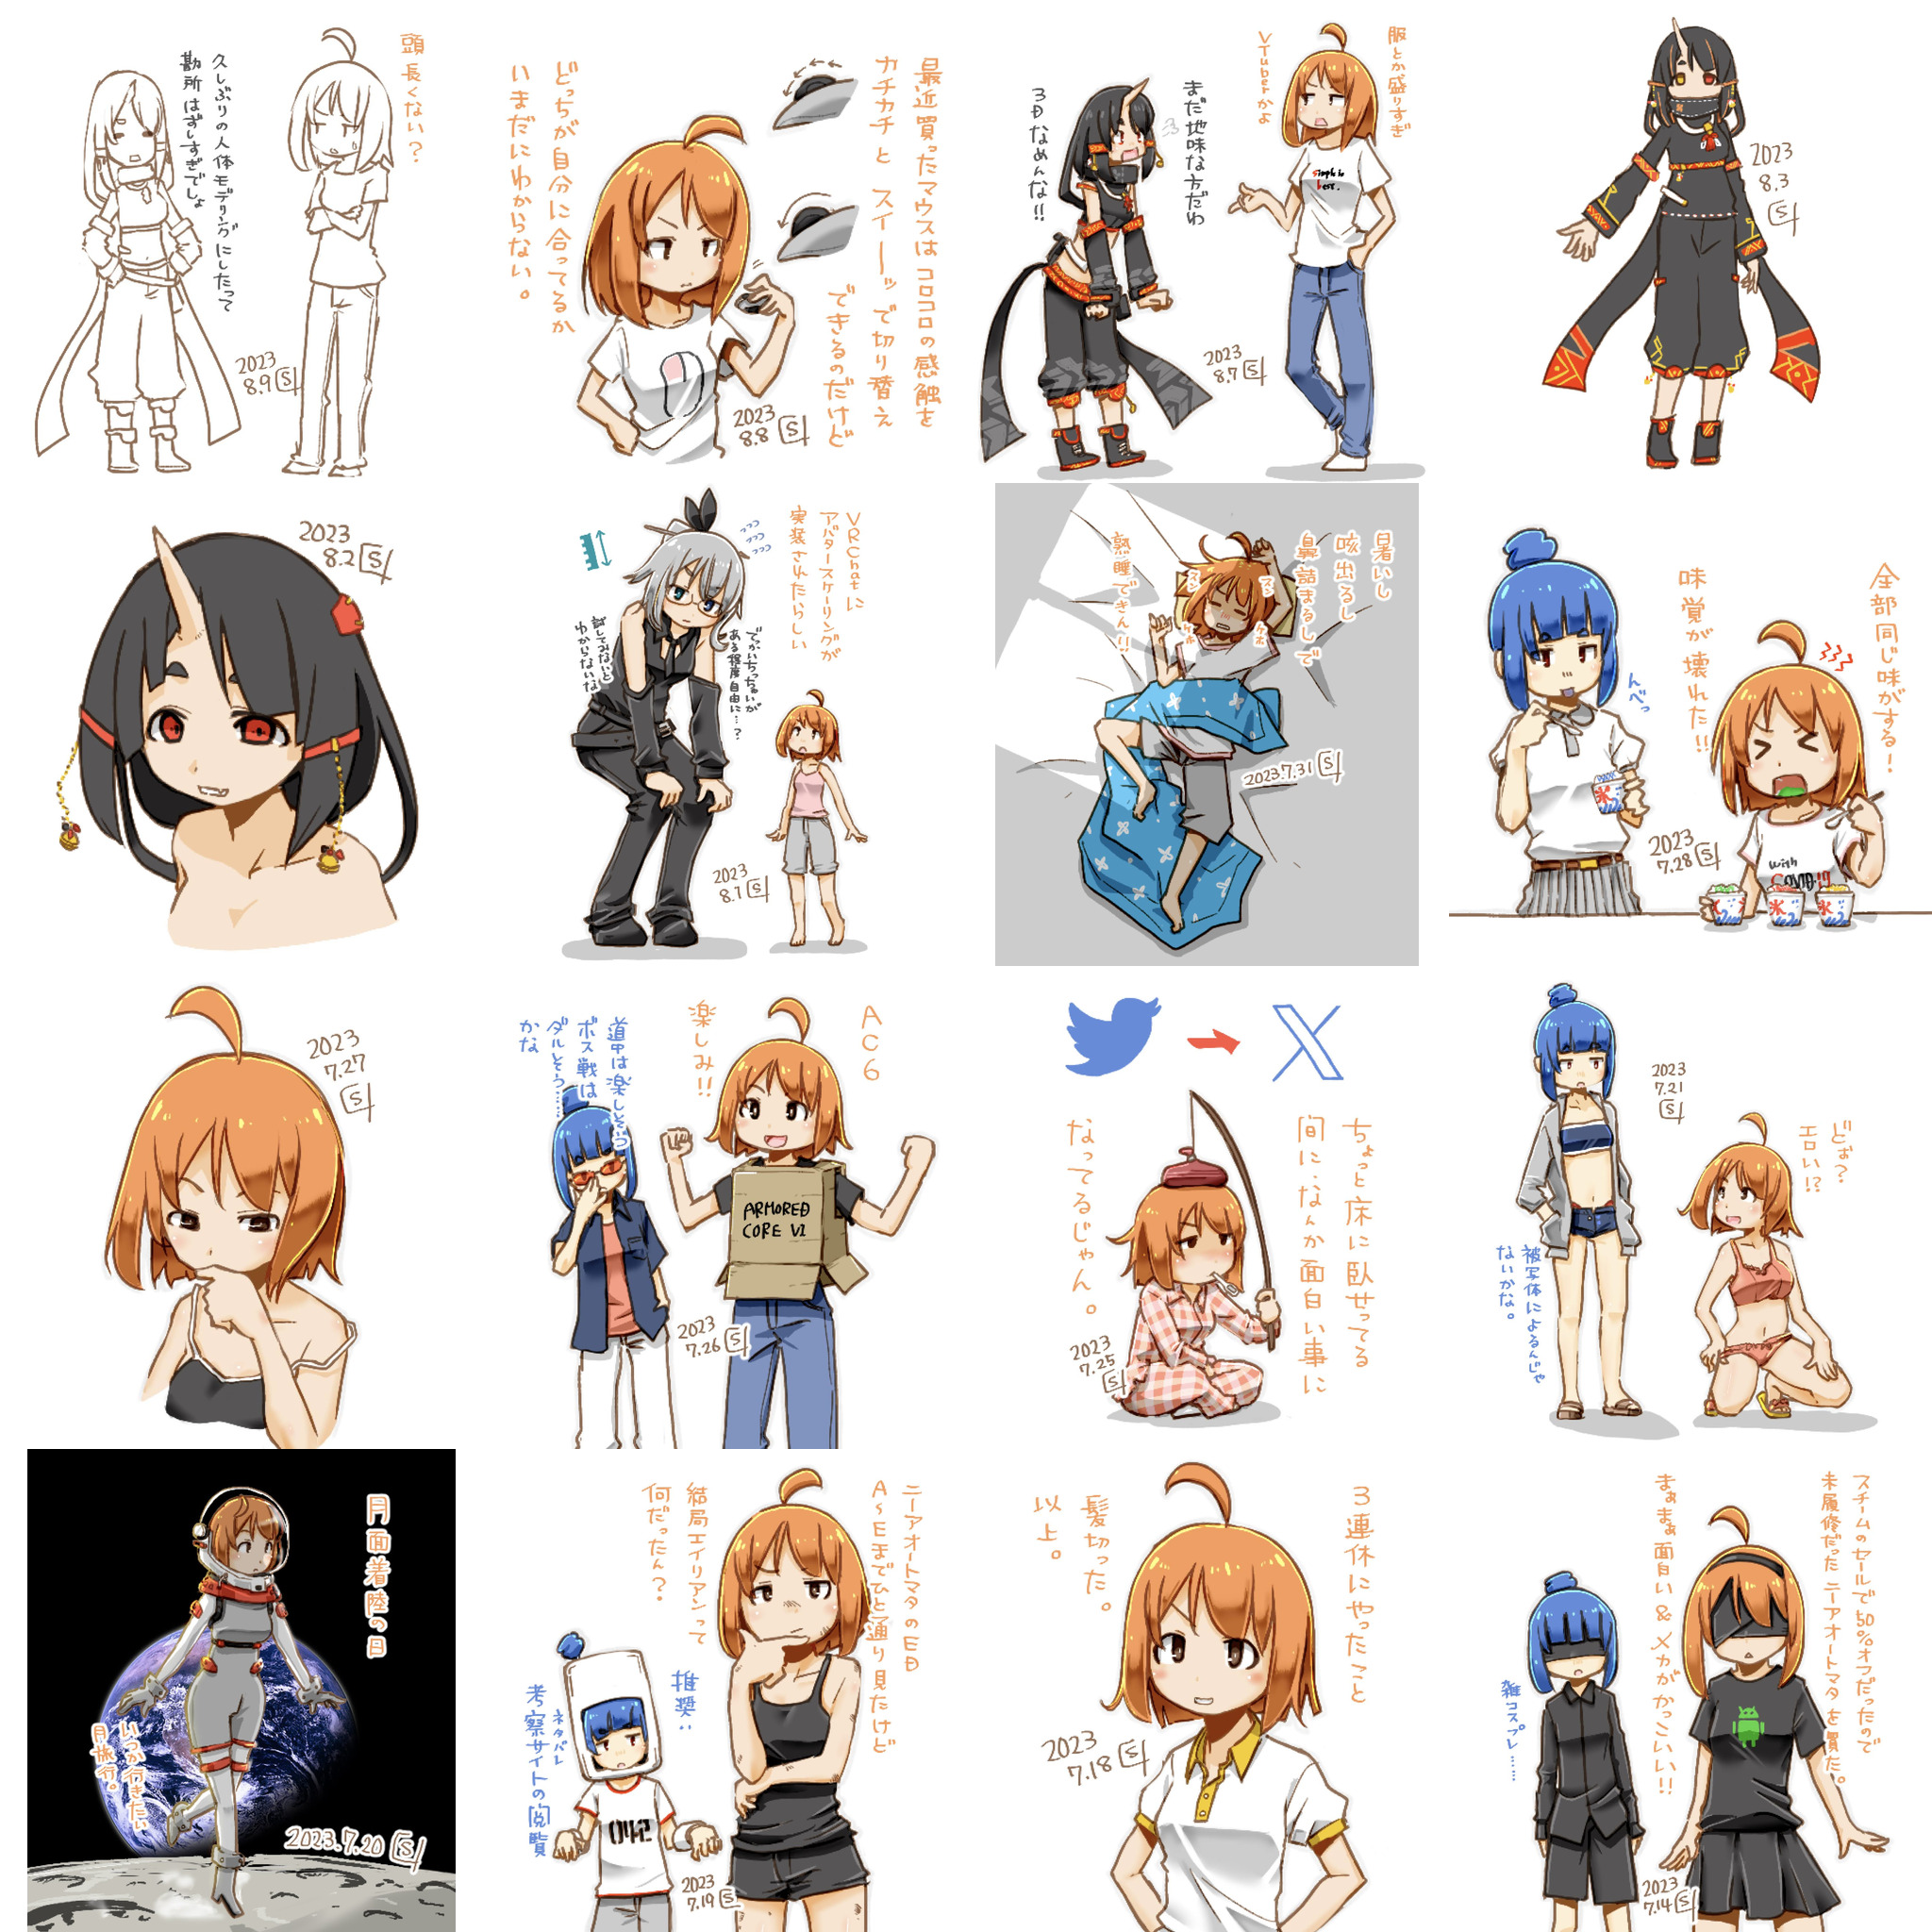 頭長くない？
久しぶりの人体モデリングにしたって
勘所はずしすぎでしょ
2023
8.9
最近買ったマウスはコロコロの感触を
カチカチとスイーッで切り替え
できるのだけど
どっちが自分に合ってるか
いまだにわからない。
2023
8.8
服とか盛りすぎ
VTuberかよ
まだ地味な方だわ
3Dなめんな!!
simple is
best.
2023
8.7
2023
8.3
2023
8.2
VRChatに
アバタースケーリングが
実装されたらしい
でっかいちっちゃいが
ある程度自由に…？
試してみないと
わからないな
2023
8.1
暑いし
咳出るし
鼻詰まるしで
熟睡できん!!
スン
スン
ケホ
ケホ
2023.7.31
全部同じ味がする！
味覚が壊れた!!
んべっ
氷
with
COVID-19
氷
氷
氷
2023
7.28
2023
7.27
AC6
楽しみ!!
道中は楽しそう
ボス戦は
ダルそう……
かな
ARMORED
CORE VI
2023
7.26
X
ちょっと床に臥せってる
間になんか面白い事に
なってるじゃん。
2023
7.25
2023
7.21
どぉ？
エロい!?
被写体によるんじゃ
ないかな。
月面着陸の日
いつか行きたい
月旅行。
2023.7.20
ニーアオートマタのED
A~Eまでひと通り見たけど
結局エイリアンって
何だったん？
推奨：
ネタバレ
考察サイトの閲覧
042
2023
7.19
3連休にやったこと
髪切った。
以上。
2023
7.18
スチームのセールで50%オフだったので
未履修だったニーアオートマタを買た。
まぁまぁ面白い&メカがかっこいい!!
雑コスプレ……
2023
7.14